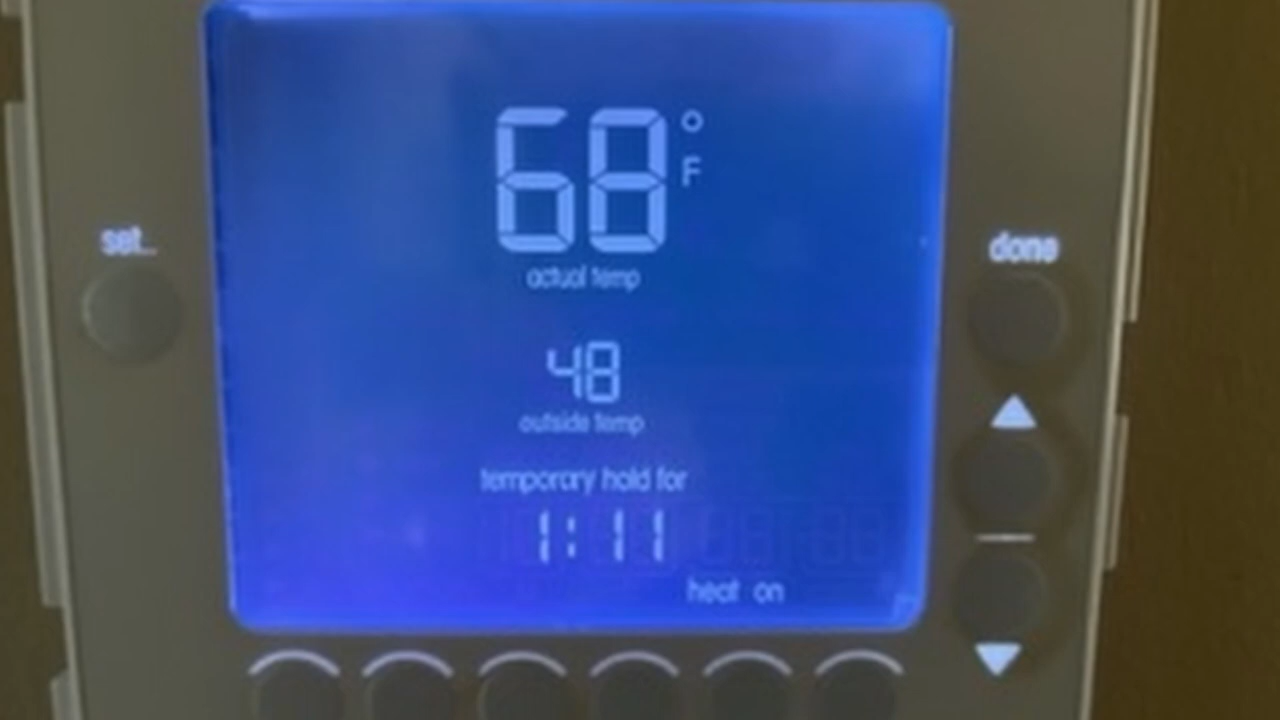 68 °F
actual temp
set...
done
48
outside temp
temporary hold for
1:11
heat on